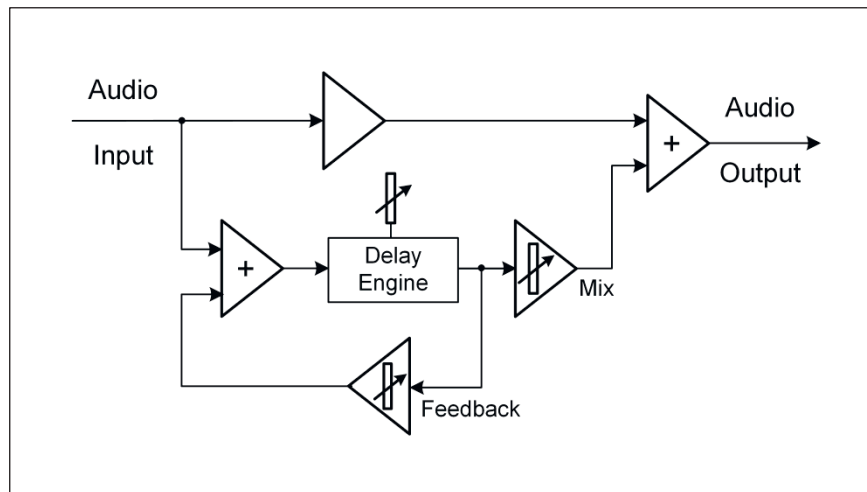 Audio
Input
Audio
Output
+
+
Delay
Engine
Mix
Feedback